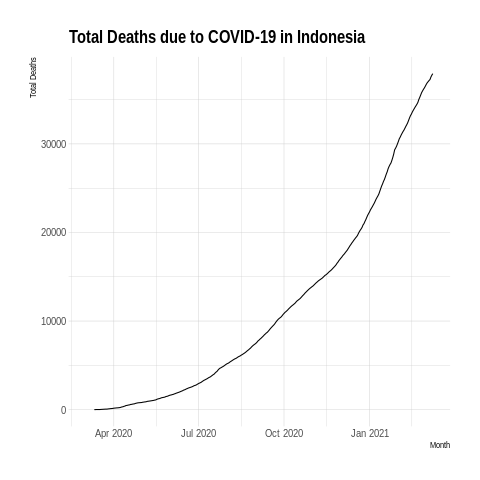 Total Deaths due to COVID-19 in Indonesia
Total Deaths
30000
20000
10000
0
Apr 2020 Jul 2020 Oct 2020 Jan 2021
Month